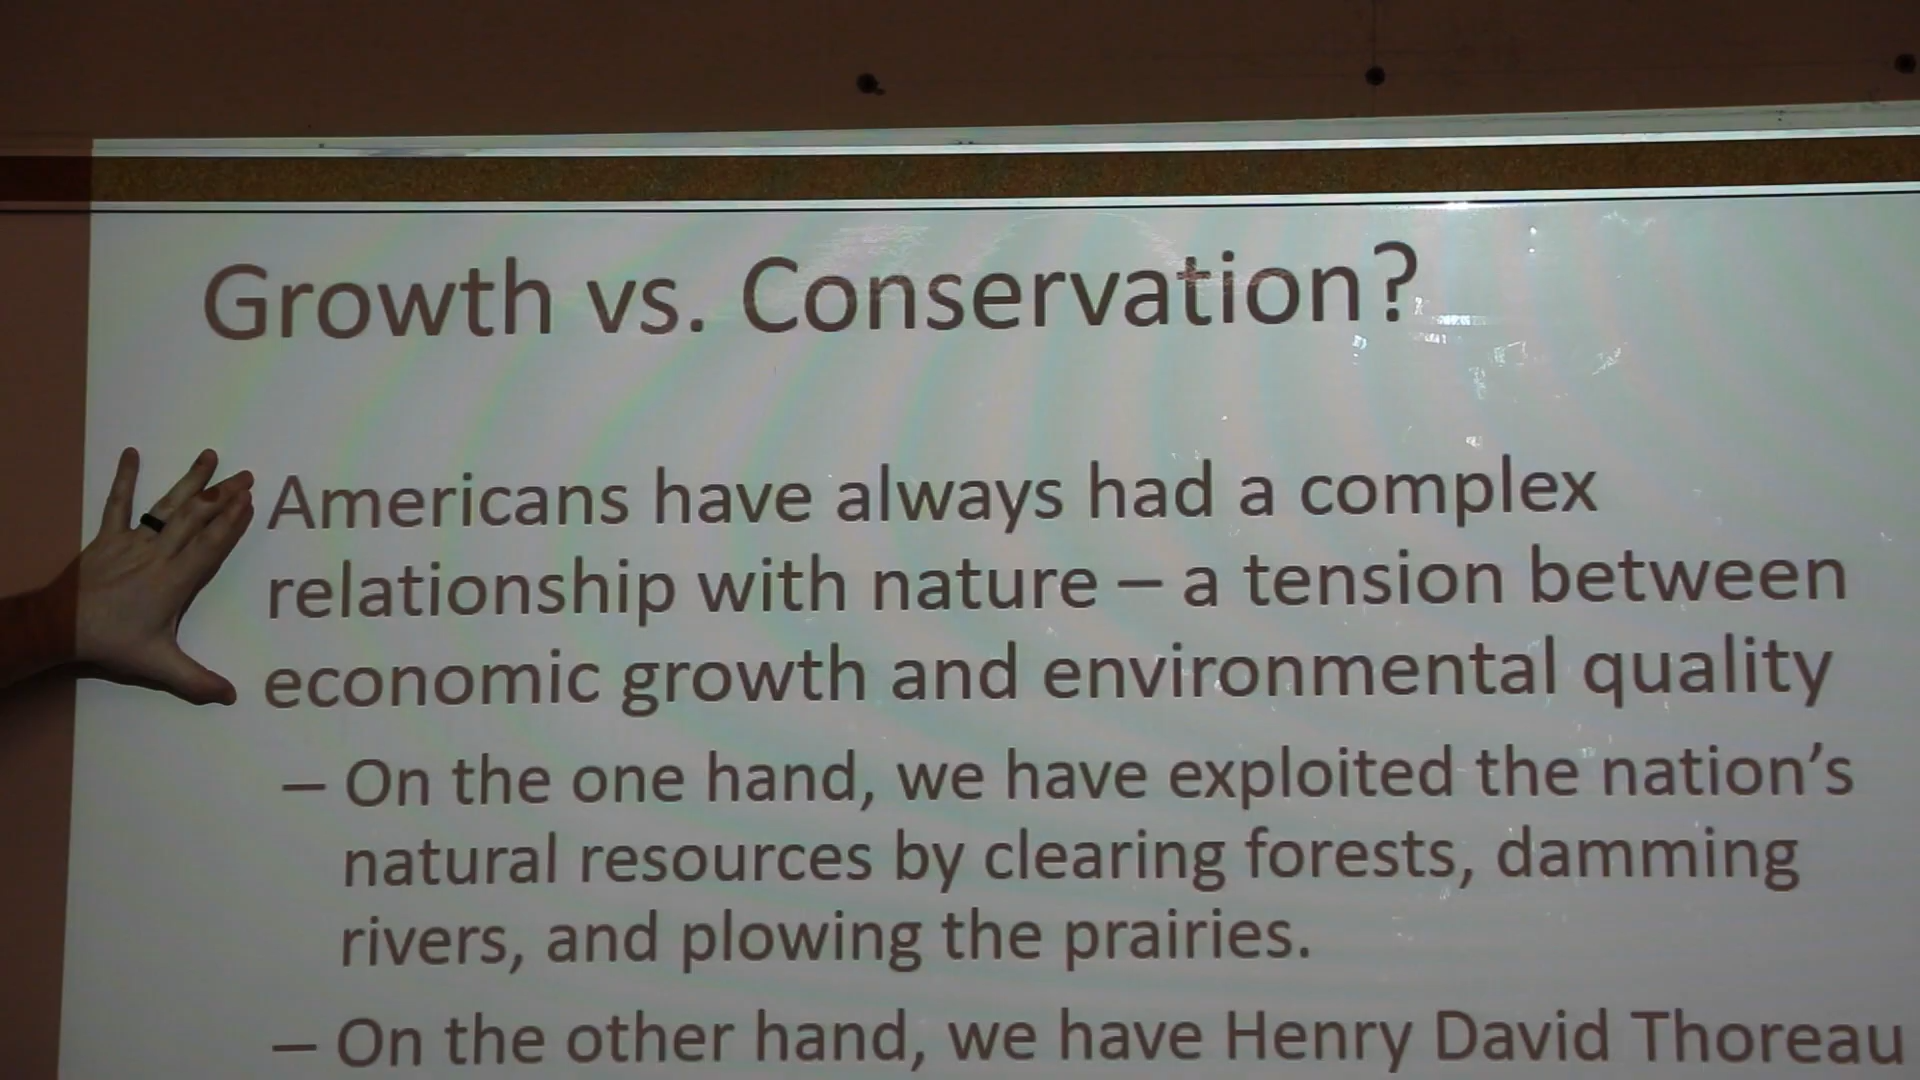 Growth vs. Conservation?
Americans have always had a complex
relationship with nature – a tension between
economic growth and environmental quality
– On the one hand, we have exploited the nation’s
natural resources by clearing forests, damming
rivers, and plowing the prairies.
– On the other hand, we have Henry David Thoreau